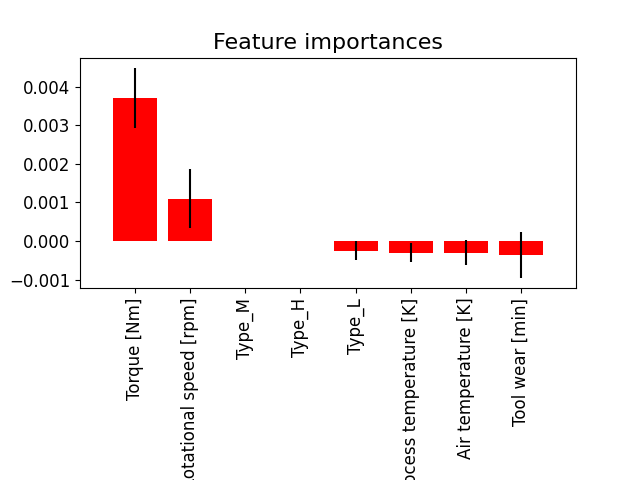 Feature importances
0.004
0.003
0.002
0.001
0.000
−0.001
Torque [Nm]
otational speed [rpm]
Type_M
Type_H
Type_L
ocess temperature [K]
Air temperature [K]
Tool wear [min]